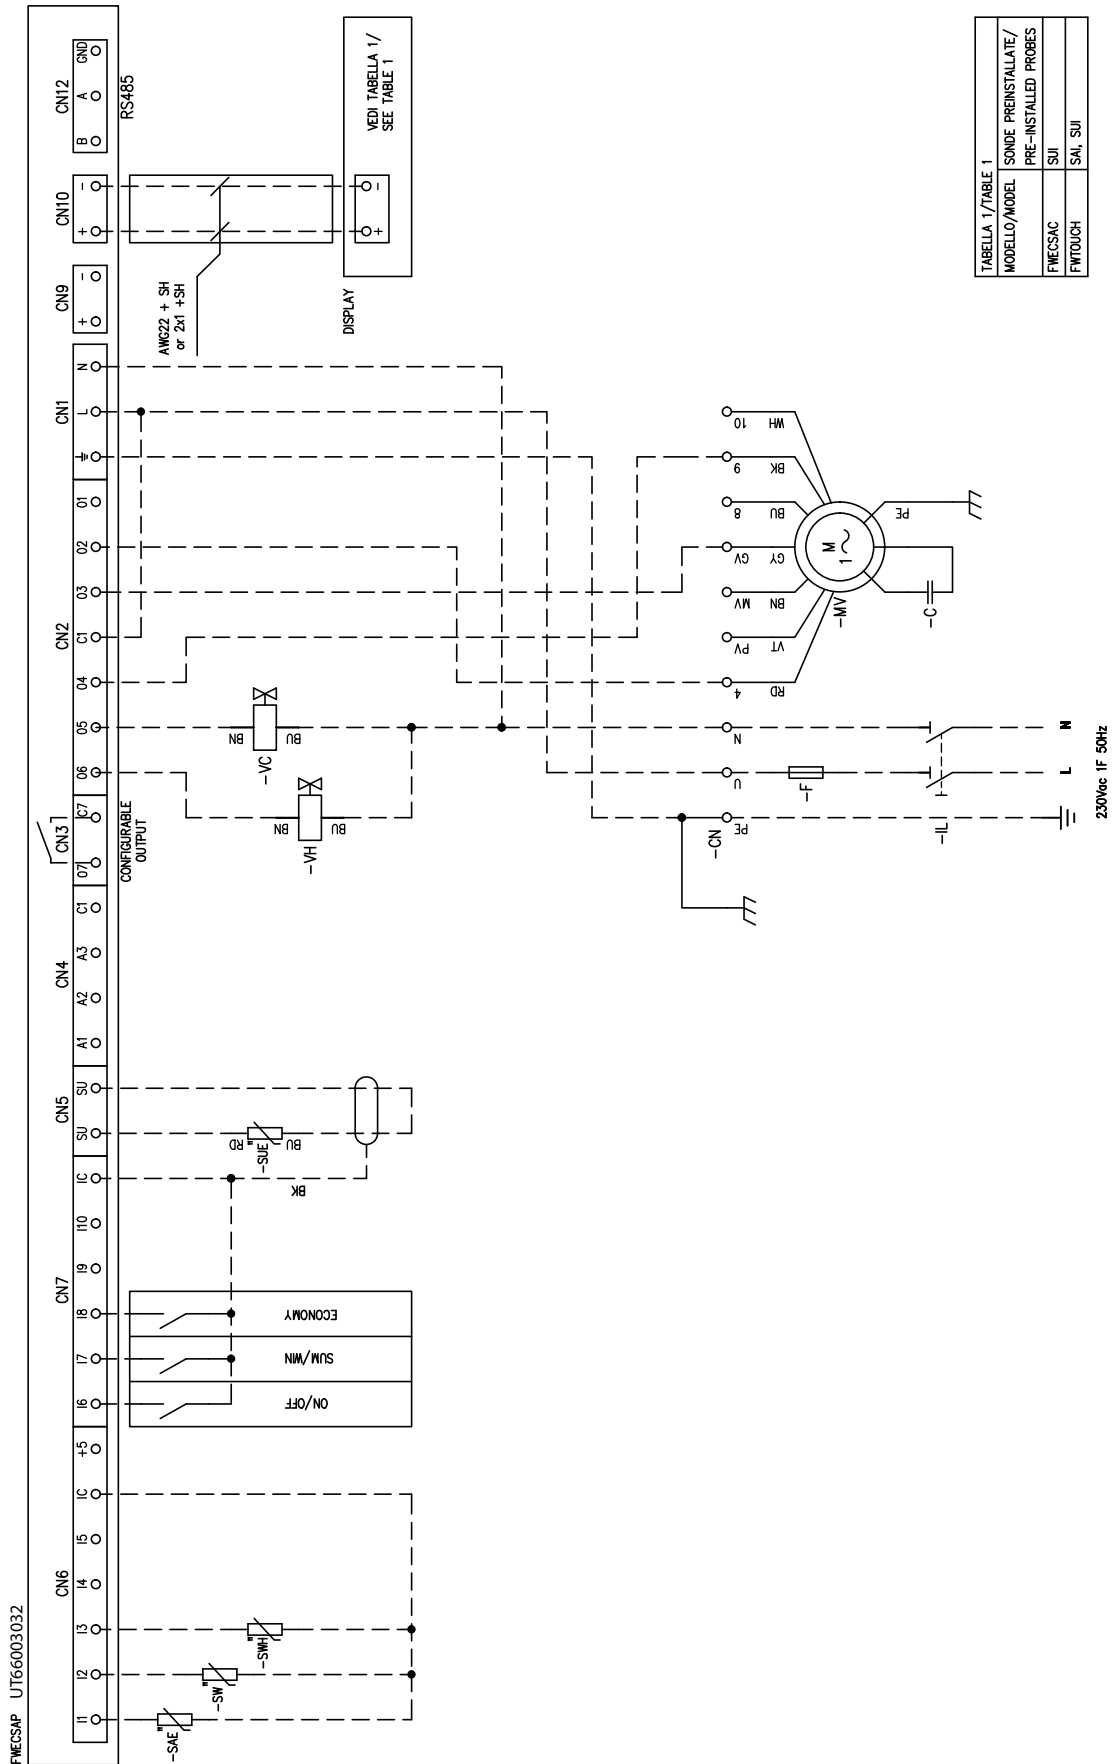 FWECSAP UT66003032
CN6
I1
I2
I3
I4
I5
IC
+5
CN7
I6
I7
I8
I9
I10
IC
CN5
SU
SU
CN4
A1
A2
A3
C1
CN3
O7
C7
CN2
O6
O5
O4
C1
O3
O2
O1
CN1
L
N
CN9
+
-
CN10
+
-
CN12
B
A
GND
RS485
CONFIGURABLE
OUTPUT
-SAE
-SW
-SWH
ON/OFF
SUM/WIN
ECONOMY
BK
RD
-SUE
BU
BN
-VH
BU
BN
-VC
BU
AWG22 + SH
or 2x1 +SH
DISPLAY
+
-
VEDI TABELLA 1/
SEE TABLE 1
-CN
PE
U
N
4
PV
MV
GV
8
9
10
RD
VT
BN
GY
BU
BK
WH
M
1
-MV
-C
PE
-F
-IL
L
N
230Vac 1F 50Hz
TABELLA 1/TABLE 1
MODELLO/MODEL
SONDE PREINSTALLATE/
PRE-INSTALLED PROBES
FWECSAC
SUI
FWTOUCH
SAI, SUI